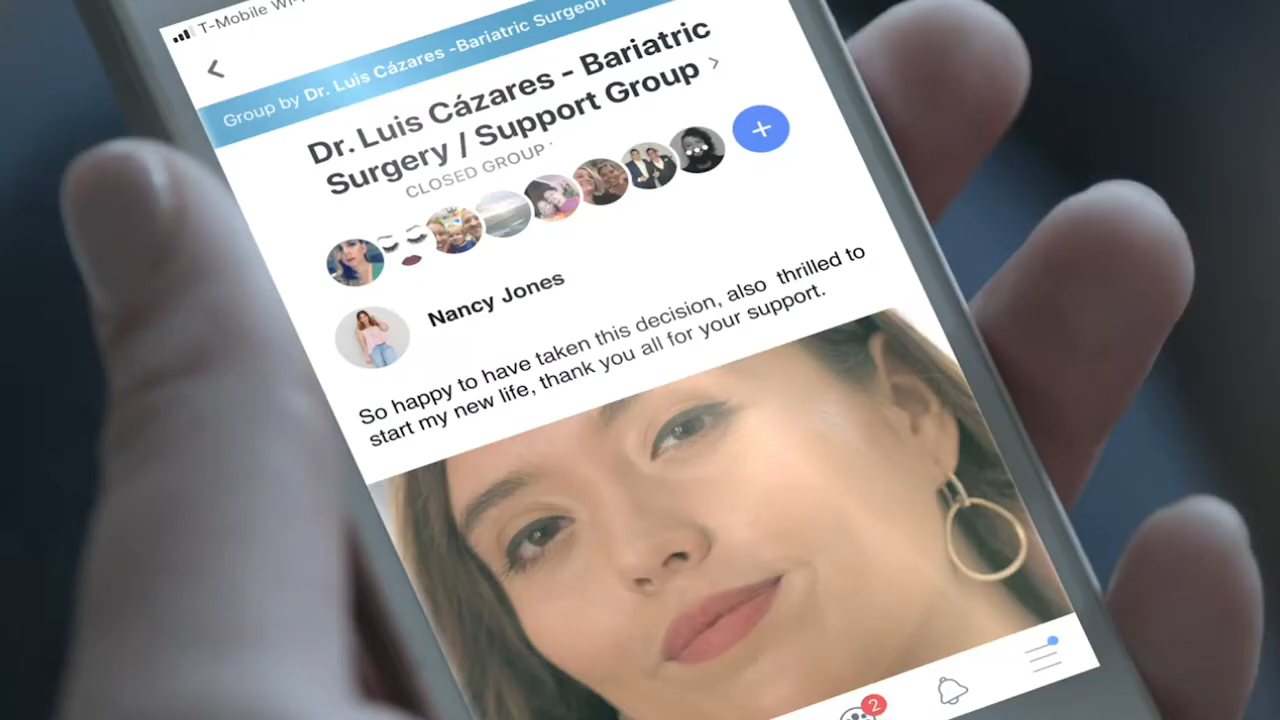 T-Mobile
Group by Dr. Luis Cázares -Bariatric Surgeon
Dr. Luis Cázares - Bariatric
Surgery / Support Group
CLOSED GROUP
Nancy Jones
So happy to have taken this decision, also thrilled to
start my new life, thank you all for your support.
2